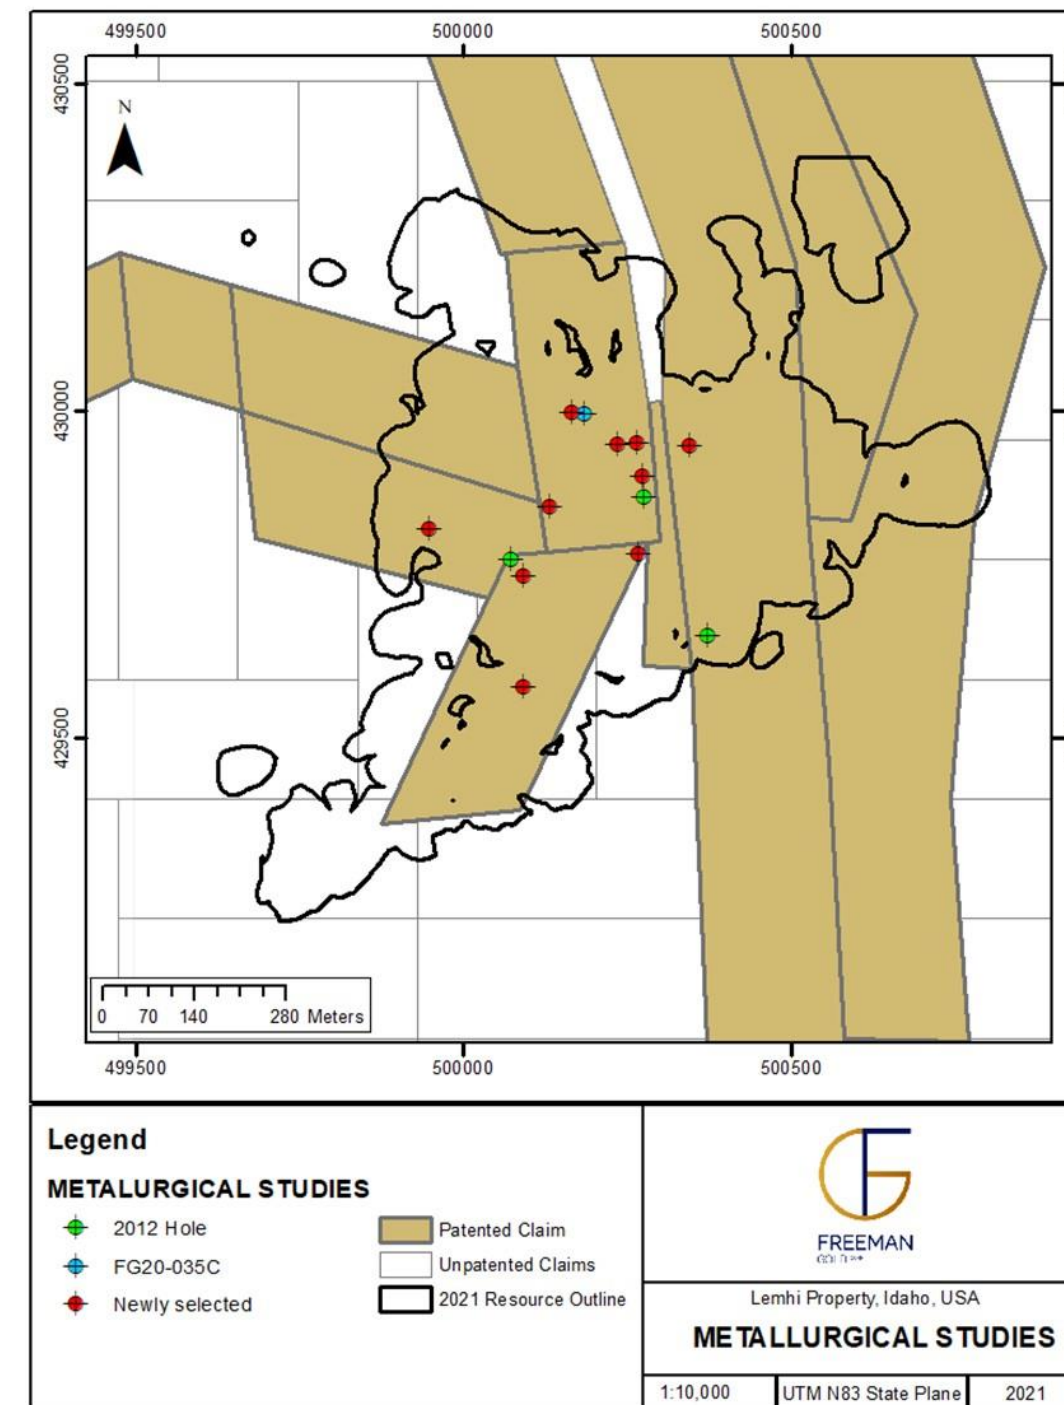 499500 500000 500500
430500
N
430000
429500
0 70 140 280 Meters
499500 500000 500500
Legend
METALURGICAL STUDIES
2012 Hole
FG20-035C
Newly selected
Patented Claim
Unpatented Claims
2021 Resource Outline
FREEMAN
Lemhi Property, Idaho, USA
METALLURGICAL STUDIES
1:10,000 UTM N83 State Plane 2021